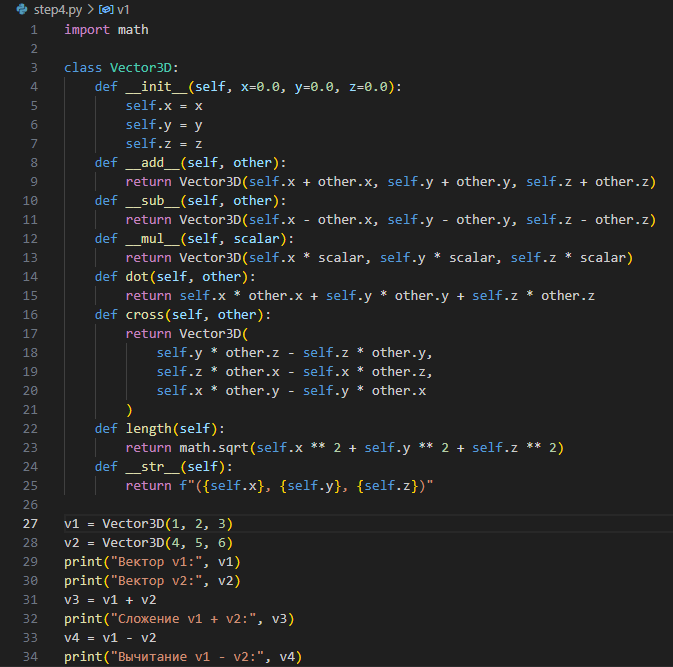 step4.py > v1
1 import math
2
3 class Vector3D:
4     def __init__(self, x=0.0, y=0.0, z=0.0):
5         self.x = x
6         self.y = y
7         self.z = z
8     def __add__(self, other):
9         return Vector3D(self.x + other.x, self.y + other.y, self.z + other.z)
10     def __sub__(self, other):
11         return Vector3D(self.x - other.x, self.y - other.y, self.z - other.z)
12     def __mul__(self, scalar):
13         return Vector3D(self.x * scalar, self.y * scalar, self.z * scalar)
14     def dot(self, other):
15         return self.x * other.x + self.y * other.y + self.z * other.z
16     def cross(self, other):
17         return Vector3D(
18             self.y * other.z - self.z * other.y,
19             self.z * other.x - self.x * other.z,
20             self.x * other.y - self.y * other.x
21         )
22     def length(self):
23         return math.sqrt(self.x ** 2 + self.y ** 2 + self.z ** 2)
24     def __str__(self):
25         return f"({self.x}, {self.y}, {self.z})"
26
27 v1 = Vector3D(1, 2, 3)
28 v2 = Vector3D(4, 5, 6)
29 print("Вектор v1:", v1)
30 print("Вектор v2:", v2)
31 v3 = v1 + v2
32 print("Сложение v1 + v2:", v3)
33 v4 = v1 - v2
34 print("Вычитание v1 - v2:", v4)